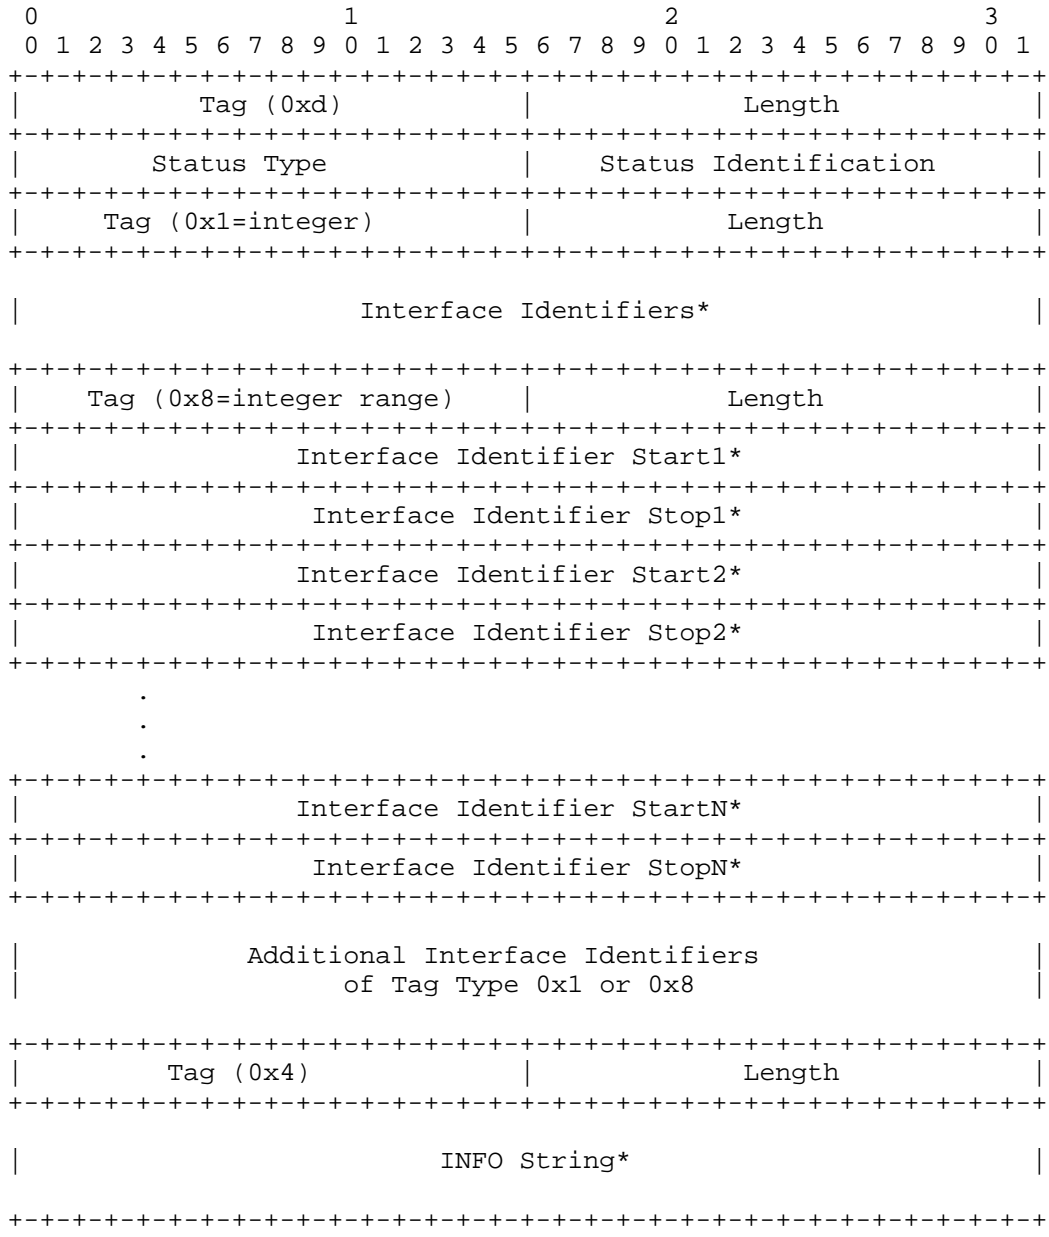 0                   1                   2                   3
 0 1 2 3 4 5 6 7 8 9 0 1 2 3 4 5 6 7 8 9 0 1 2 3 4 5 6 7 8 9 0 1
+-+-+-+-+-+-+-+-+-+-+-+-+-+-+-+-+-+-+-+-+-+-+-+-+-+-+-+-+-+-+-+-+
|           Tag (0xd)           |             Length            |
+-+-+-+-+-+-+-+-+-+-+-+-+-+-+-+-+-+-+-+-+-+-+-+-+-+-+-+-+-+-+-+-+
|        Status Type            |    Status Identification      |
+-+-+-+-+-+-+-+-+-+-+-+-+-+-+-+-+-+-+-+-+-+-+-+-+-+-+-+-+-+-+-+-+
|     Tag (0x1=integer)         |            Length             |
+-+-+-+-+-+-+-+-+-+-+-+-+-+-+-+-+-+-+-+-+-+-+-+-+-+-+-+-+-+-+-+-+

|                     Interface Identifiers*                    |

+-+-+-+-+-+-+-+-+-+-+-+-+-+-+-+-+-+-+-+-+-+-+-+-+-+-+-+-+-+-+-+-+
|    Tag (0x8=integer range)    |            Length             |
+-+-+-+-+-+-+-+-+-+-+-+-+-+-+-+-+-+-+-+-+-+-+-+-+-+-+-+-+-+-+-+-+
|                 Interface Identifier Start1*                  |
+-+-+-+-+-+-+-+-+-+-+-+-+-+-+-+-+-+-+-+-+-+-+-+-+-+-+-+-+-+-+-+-+
|                  Interface Identifier Stop1*                  |
+-+-+-+-+-+-+-+-+-+-+-+-+-+-+-+-+-+-+-+-+-+-+-+-+-+-+-+-+-+-+-+-+
|                 Interface Identifier Start2*                  |
+-+-+-+-+-+-+-+-+-+-+-+-+-+-+-+-+-+-+-+-+-+-+-+-+-+-+-+-+-+-+-+-+
|                  Interface Identifier Stop2*                  |
+-+-+-+-+-+-+-+-+-+-+-+-+-+-+-+-+-+-+-+-+-+-+-+-+-+-+-+-+-+-+-+-+
        .
        .
        .
+-+-+-+-+-+-+-+-+-+-+-+-+-+-+-+-+-+-+-+-+-+-+-+-+-+-+-+-+-+-+-+-+
|                 Interface Identifier StartN*                  |
+-+-+-+-+-+-+-+-+-+-+-+-+-+-+-+-+-+-+-+-+-+-+-+-+-+-+-+-+-+-+-+-+
|                  Interface Identifier StopN*                  |
+-+-+-+-+-+-+-+-+-+-+-+-+-+-+-+-+-+-+-+-+-+-+-+-+-+-+-+-+-+-+-+-+

|              Additional Interface Identifiers                 |
|                    of Tag Type 0x1 or 0x8                     |

+-+-+-+-+-+-+-+-+-+-+-+-+-+-+-+-+-+-+-+-+-+-+-+-+-+-+-+-+-+-+-+-+
|         Tag (0x4)             |             Length            |
+-+-+-+-+-+-+-+-+-+-+-+-+-+-+-+-+-+-+-+-+-+-+-+-+-+-+-+-+-+-+-+-+

|                          INFO String*                         |

+-+-+-+-+-+-+-+-+-+-+-+-+-+-+-+-+-+-+-+-+-+-+-+-+-+-+-+-+-+-+-+-+